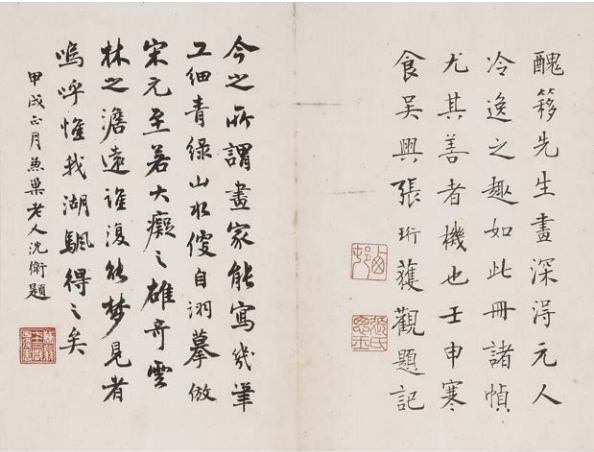 醜簃先生畫深得元人
冷逸之趣如此冊諸幀
尤其善者機也壬申寒
食吳興張珩獲觀題記
今之所謂畫家能寫幾筆
工細青綠山水便自詡摹倣
宋元至若大癡之雄奇雲
林之澹遠誰復能夢見者
嗚呼惟我湖颿得之矣
甲戌正月兼巢老人沈衛題